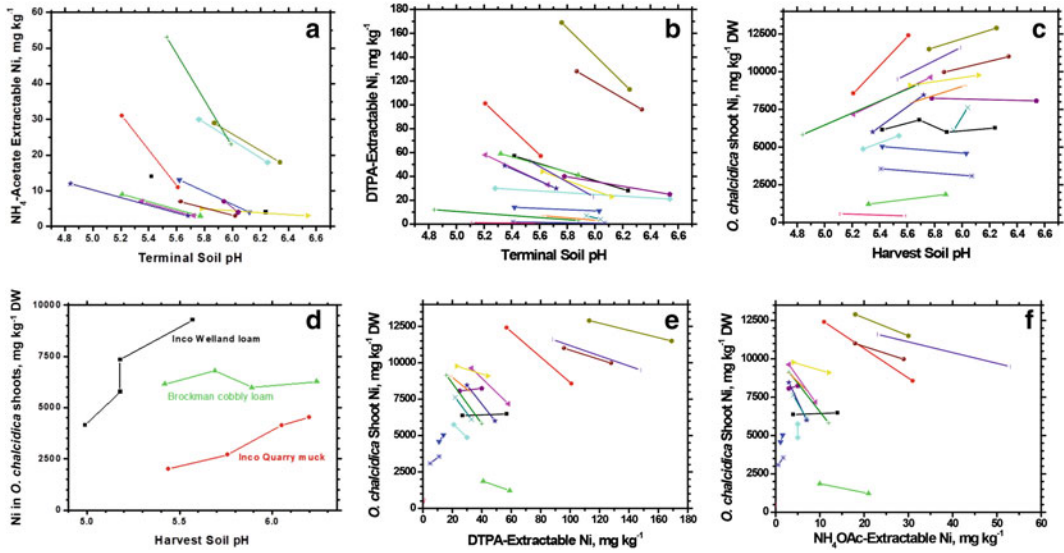 a
NH4-Acetate Extractable Ni, mg kg-1
60
50
40
30
20
10
0
4.8 5.0 5.2 5.4 5.6 5.8 6.0 6.2 6.4 6.6
Terminal Soil pH
b
DTPA-Extractable Ni, mg kg-1
180
160
140
120
100
80
60
40
20
0
4.8 5.0 5.2 5.4 5.6 5.8 6.0 6.2 6.4 6.6
Terminal Soil pH
c
O. chalcidica shoot Ni, mg kg-1 DW
12500
10000
7500
5000
2500
0
4.8 5.0 5.2 5.4 5.6 5.8 6.0 6.2 6.4 6.6
Harvest Soil pH
d
Ni in O. chalcidica shoots, mg kg-1 DW
10000
7500
5000
2500
0
Inco Welland loam
Brockman cobbly loam
Inco Quarry muck
5.0 5.5 6.0
Harvest Soil pH
e
O. chalcidica Shoot Ni, mg kg-1 DW
12500
10000
7500
5000
2500
0
0 20 40 60 80 100 120 140 160 180
DTPA-Extractable Ni, mg kg-1
f
O. chalcidica Shoot Ni, mg kg-1 DW
12500
10000
7500
5000
2500
0
0 10 20 30 40 50 60
NH4OAc-Extractable Ni, mg kg-1